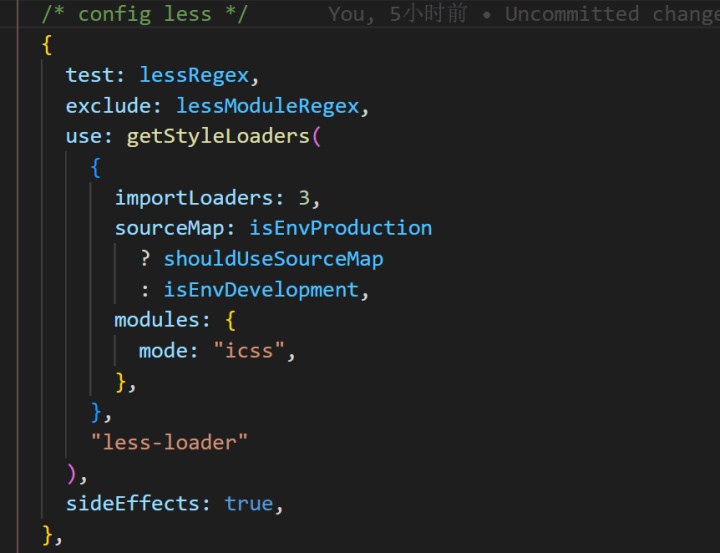 /* config less */ You, 5小时前 • Uncommitted change
{
test: lessRegex,
exclude: lessModuleRegex,
use: getStyleLoaders(
{
importLoaders: 3,
sourceMap: isEnvProduction
? shouldUseSourceMap
: isEnvDevelopment,
modules: {
mode: "icss",
},
},
"less-loader"
),
sideEffects: true,
},